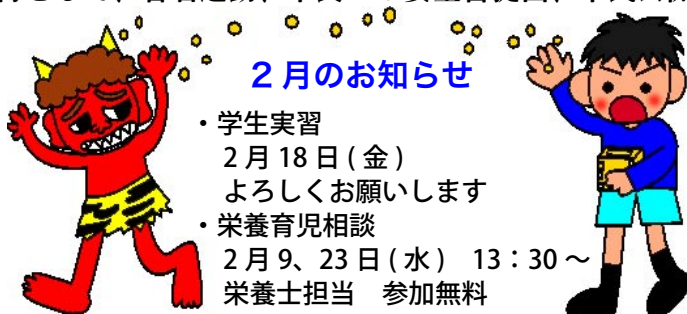 ２月のお知らせ
・学生実習
２月 18 日 ( 金 )
よろしくお願いします
・栄養育児相談
２月 9、23 日 ( 水 ) 13：30 〜
栄養士担当　参加無料